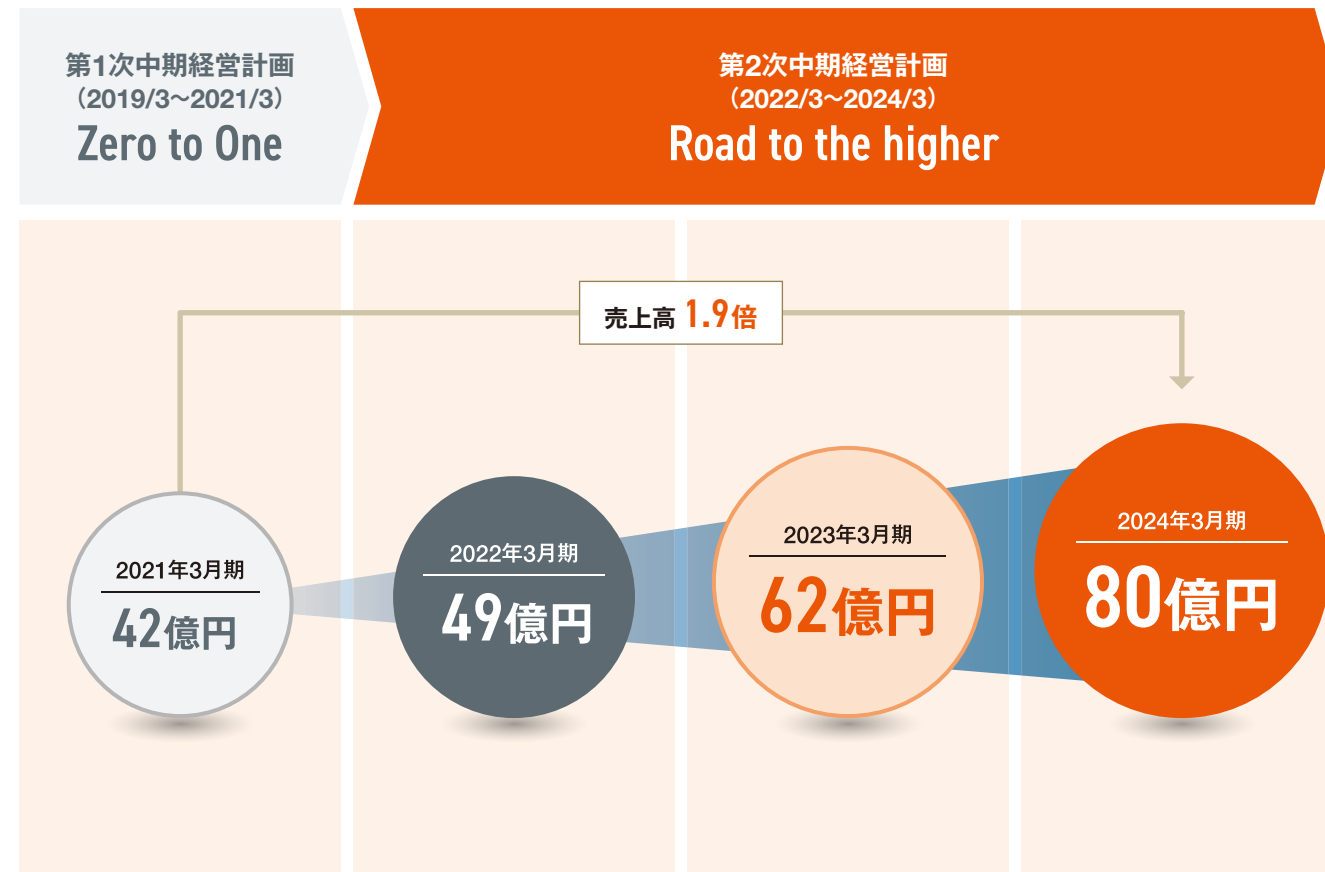 第1次中期経営計画
（2019/3～2021/3）
Zero to One
第2次中期経営計画
（2022/3～2024/3）
Road to the higher
売上高 1.9倍
2021年3月期
42億円
2022年3月期
49億円
2023年3月期
62億円
2024年3月期
80億円